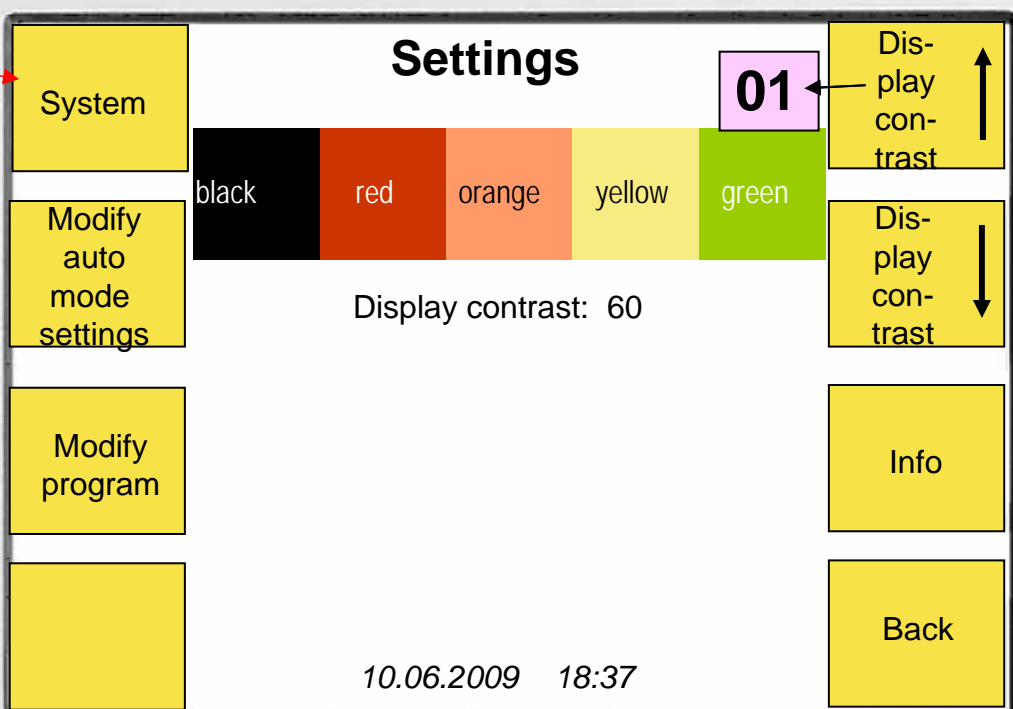 Settings
System
01
Dis-
play
con-
trast
black red orange yellow green
Modify
auto
mode
settings
Dis-
play
con-
trast
Display contrast: 60
Modify
program
Info
Back
10.06.2009 18:37